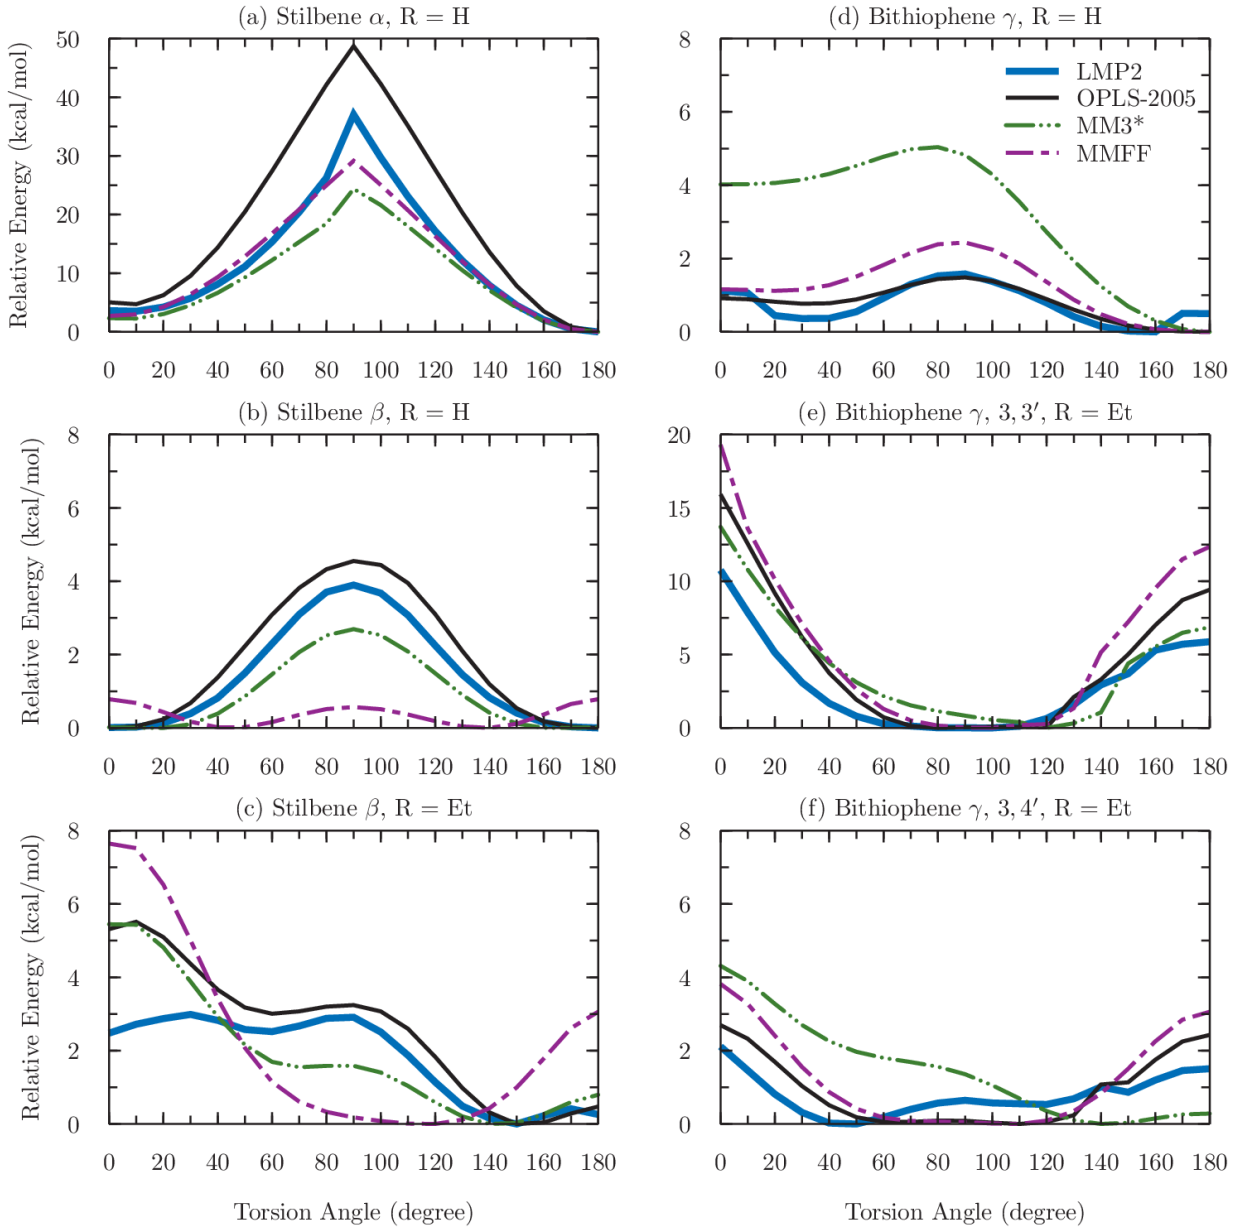 (a) Stilbene α, R = H
Relative Energy (kcal/mol)
50
40
30
20
10
0
0 20 40 60 80 100 120 140 160 180
(d) Bithiophene γ, R = H
8
6
4
2
0
LMP2
OPLS-2005
MM3*
MMFF
0 20 40 60 80 100 120 140 160 180
(b) Stilbene β, R = H
Relative Energy (kcal/mol)
8
6
4
2
0
0 20 40 60 80 100 120 140 160 180
(e) Bithiophene γ, 3, 3′, R = Et
20
15
10
5
0
0 20 40 60 80 100 120 140 160 180
(c) Stilbene β, R = Et
Relative Energy (kcal/mol)
8
6
4
2
0
0 20 40 60 80 100 120 140 160 180
Torsion Angle (degree)
(f) Bithiophene γ, 3, 4′, R = Et
8
6
4
2
0
0 20 40 60 80 100 120 140 160 180
Torsion Angle (degree)